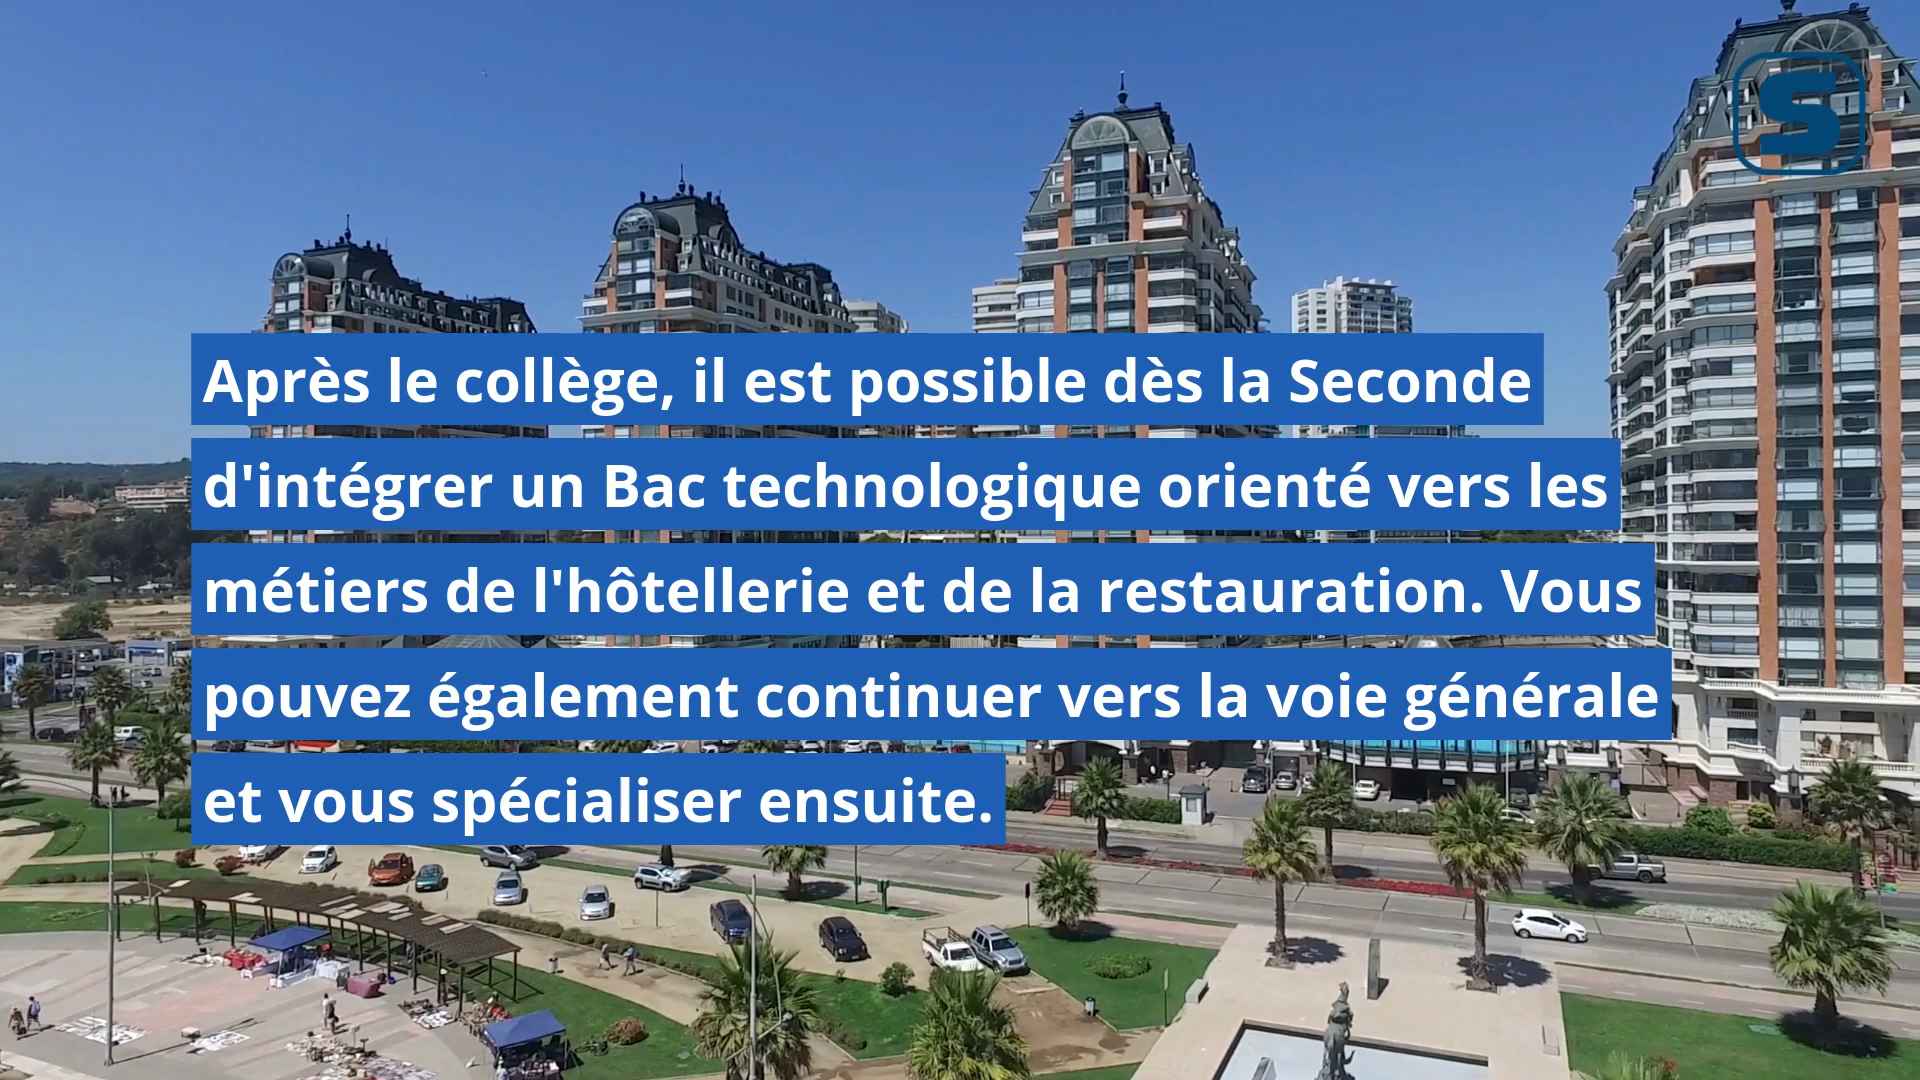 S
Après le collège, il est possible dès la Seconde
d'intégrer un Bac technologique orienté vers les
métiers de l'hôtellerie et de la restauration. Vous
pouvez également continuer vers la voie générale
et vous spécialiser ensuite.